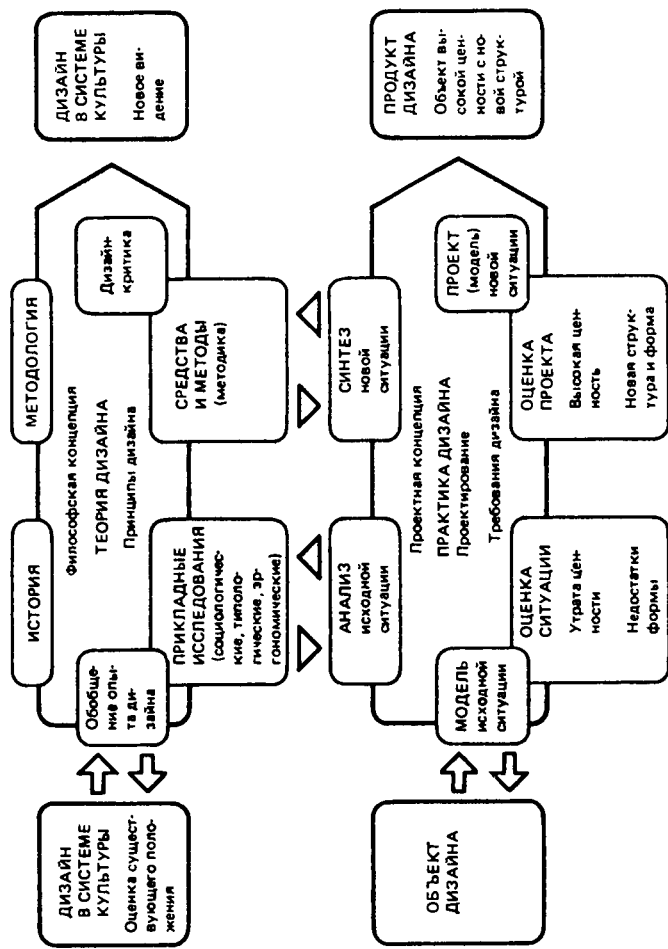 ДИЗАЙН
В СИСТЕМЕ
КУЛЬТУРЫ
Оценка сущест-
вующего поло-
жения
ИСТОРИЯ
МЕТОДОЛОГИЯ
Философская концепция
ТЕОРИЯ ДИЗАЙНА
Принципы дизайна
Обобще-
ние опы-
та ди-
зайна
Дизайн-
критика
ПРИКЛАДНЫЕ
ИССЛЕДОВАНИЯ
(социологичес-
кие, типоло-
гические, эр-
гономические)
СРЕДСТВА
И МЕТОДЫ
(методика)
ДИЗАЙН
В СИСТЕМЕ
КУЛЬТУРЫ
Новое ви-
дение
ОБЪЕКТ
ДИЗАЙНА
АНАЛИЗ
исходной
ситуации
СИНТЕЗ
новой
ситуации
Проектная концепция
ПРАКТИКА ДИЗАЙНА
Проектирование
Требования дизайна
МОДЕЛЬ
исходной
ситуации
ПРОЕКТ
(модель)
новой
ситуации
ОЦЕНКА
СИТУАЦИИ
Утрата цен-
ности
Недостатки
формы
ОЦЕНКА
ПРОЕКТА
Высокая цен-
ность
Новая струк-
тура и форма
ПРОДУКТ
ДИЗАЙНА
Объект вы-
сокой цен-
ности с но-
вой струк-
турой